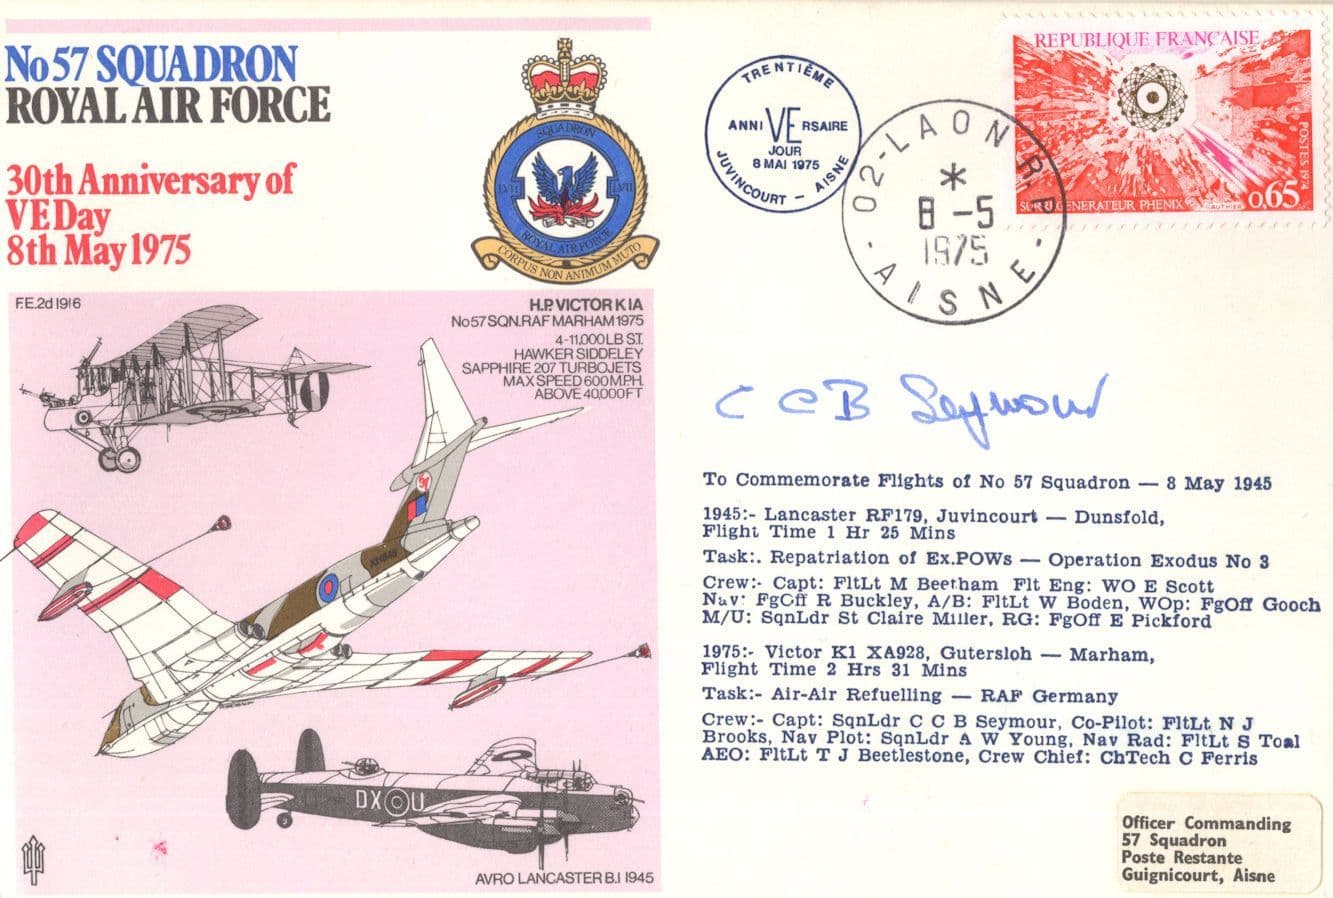 No 57 SQUADRON
ROYAL AIR FORCE
30th Anniversary of
VE Day
8th May 1975
SQUADRON
LVII LVII
ROYAL AIR FORCE
CORPUS NON ANIMUM MUTO
TRENTIÈME
ANNIVERSAIRE
JOUR
8 MAI 1975
JUVINCOURT - AISNE
02-LAON R.P.
*
8-5
1975
- AISNE -
REPUBLIQUE FRANÇAISE
POSTES 1974
SURRÉGÉNÉRATEUR PHENIX
GAUTHIER
0,65
F.E.2d 1916
H.P. VICTOR K IA
No 57 SQN. RAF MARHAM 1975
4-11,000 LB S.T.
HAWKER SIDDELEY
SAPPHIRE 207 TURBOJETS
MAX SPEED 600 M.P.H.
ABOVE 40,000 FT
DX U
AVRO LANCASTER B.I 1945
C C B Seymour
To Commemorate Flights of No 57 Squadron — 8 May 1945
1945:- Lancaster RF179, Juvincourt — Dunsfold,
Flight Time 1 Hr 25 Mins
Task:. Repatriation of Ex.POWs — Operation Exodus No 3
Crew:- Capt: FltLt M Beetham Flt Eng: WO E Scott
Nav: FgOff R Buckley, A/B: FltLt W Boden, WOp: FgOff Gooch
M/U: SqnLdr St Claire Miller, RG: FgOff E Pickford
1975:- Victor K1 XA928, Gutersloh — Marham,
Flight Time 2 Hrs 31 Mins
Task:- Air-Air Refuelling — RAF Germany
Crew:- Capt: SqnLdr C C B Seymour, Co-Pilot: FltLt N J
Brooks, Nav Plot: SqnLdr A W Young, Nav Rad: FltLt S Toal
AEO: FltLt T J Beetlestone, Crew Chief: ChTech C Ferris
Officer Commanding
57 Squadron
Poste Restante
Guignicourt, Aisne